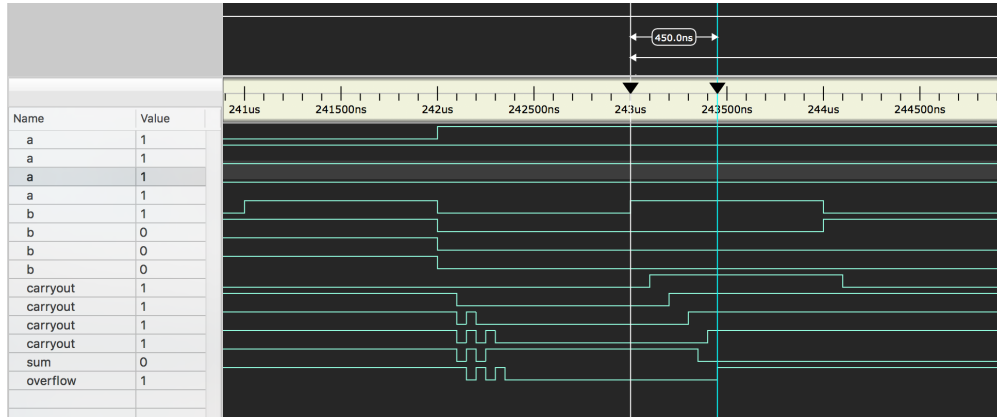 450.0ns
241us 241500ns 242us 242500ns 243us 243500ns 244us 244500ns
Name Value
a 1
a 1
a 1
a 1
b 1
b 0
b 0
b 0
carryout 1
carryout 1
carryout 1
carryout 1
sum 0
overflow 1